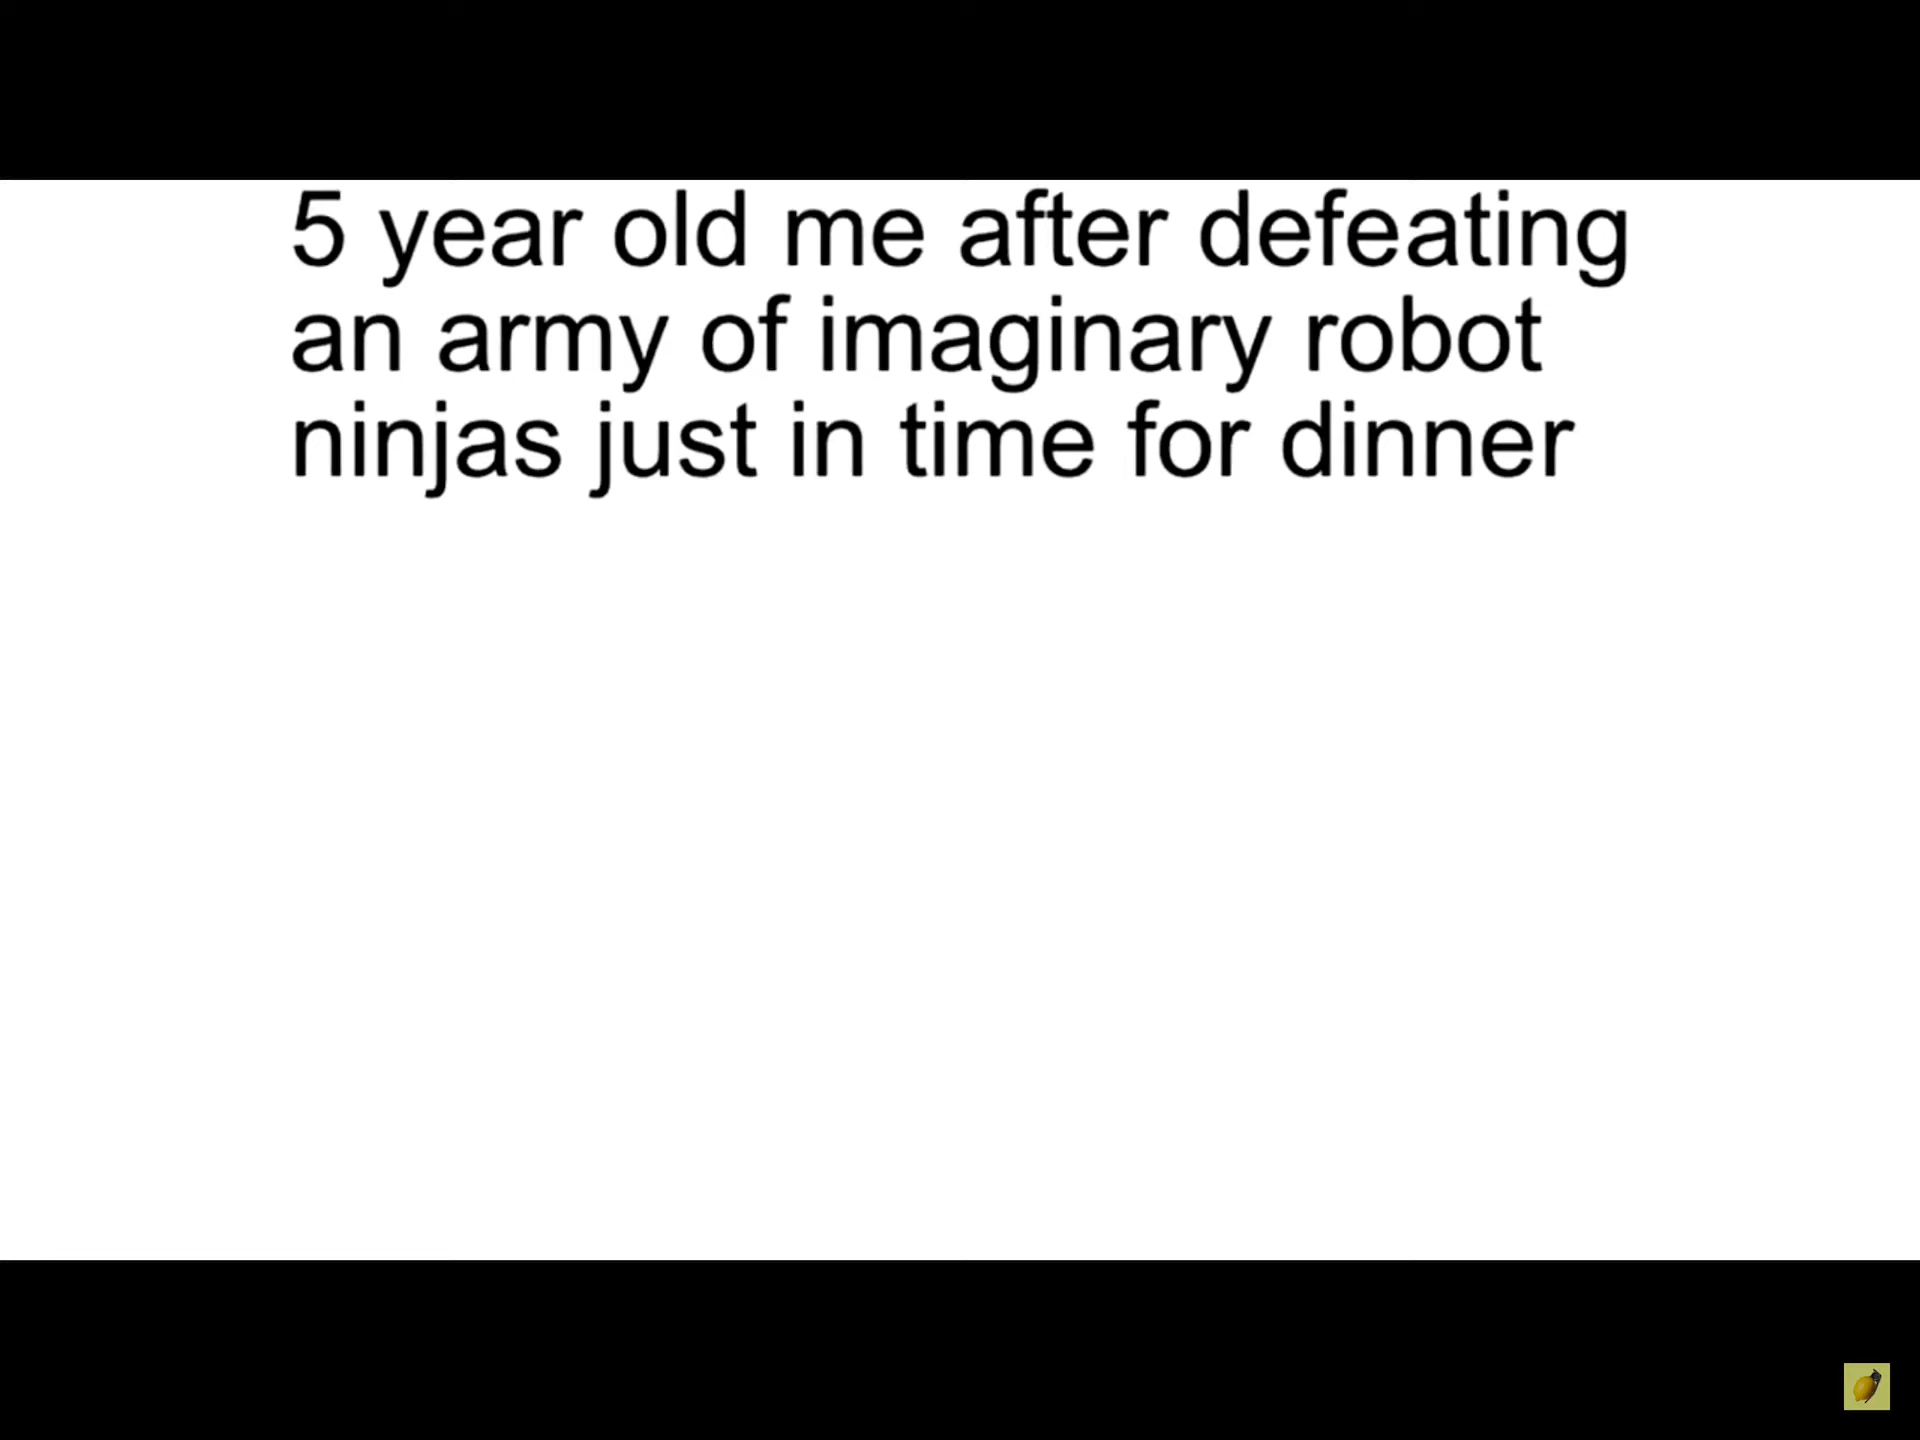 5 year old me after defeating
an army of imaginary robot
ninjas just in time for dinner